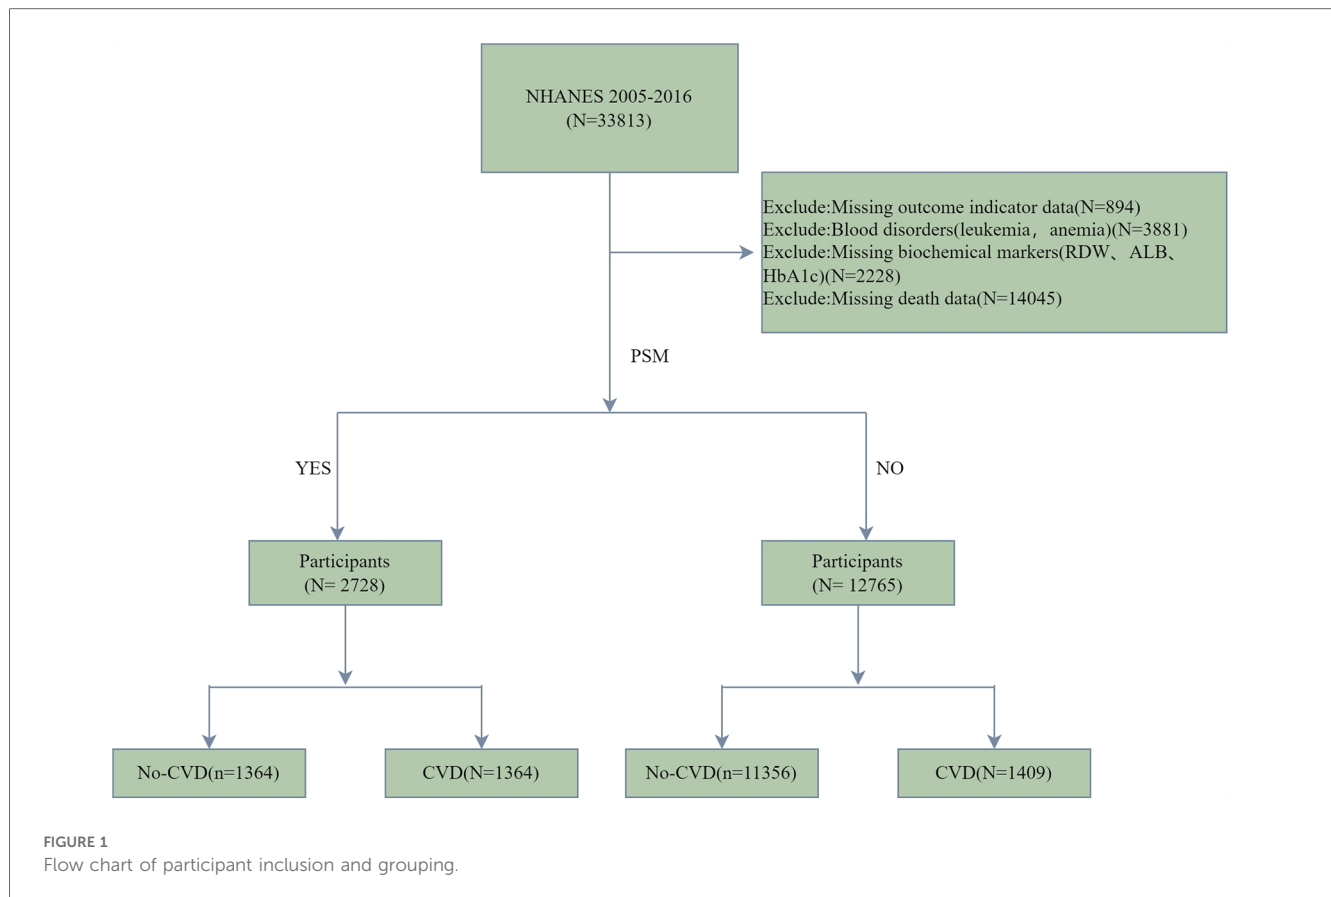 NHANES 2005-2016
(N=33813)
Exclude:Missing outcome indicator data(N=894)
Exclude:Blood disorders(leukemia，anemia)(N=3881)
Exclude:Missing biochemical markers(RDW、ALB、
HbA1c)(N=2228)
Exclude:Missing death data(N=14045)
PSM
YES
NO
Participants
(N= 2728)
Participants
(N= 12765)
No-CVD(n=1364)
CVD(N=1364)
No-CVD(n=11356)
CVD(N=1409)
FIGURE 1
Flow chart of participant inclusion and grouping.